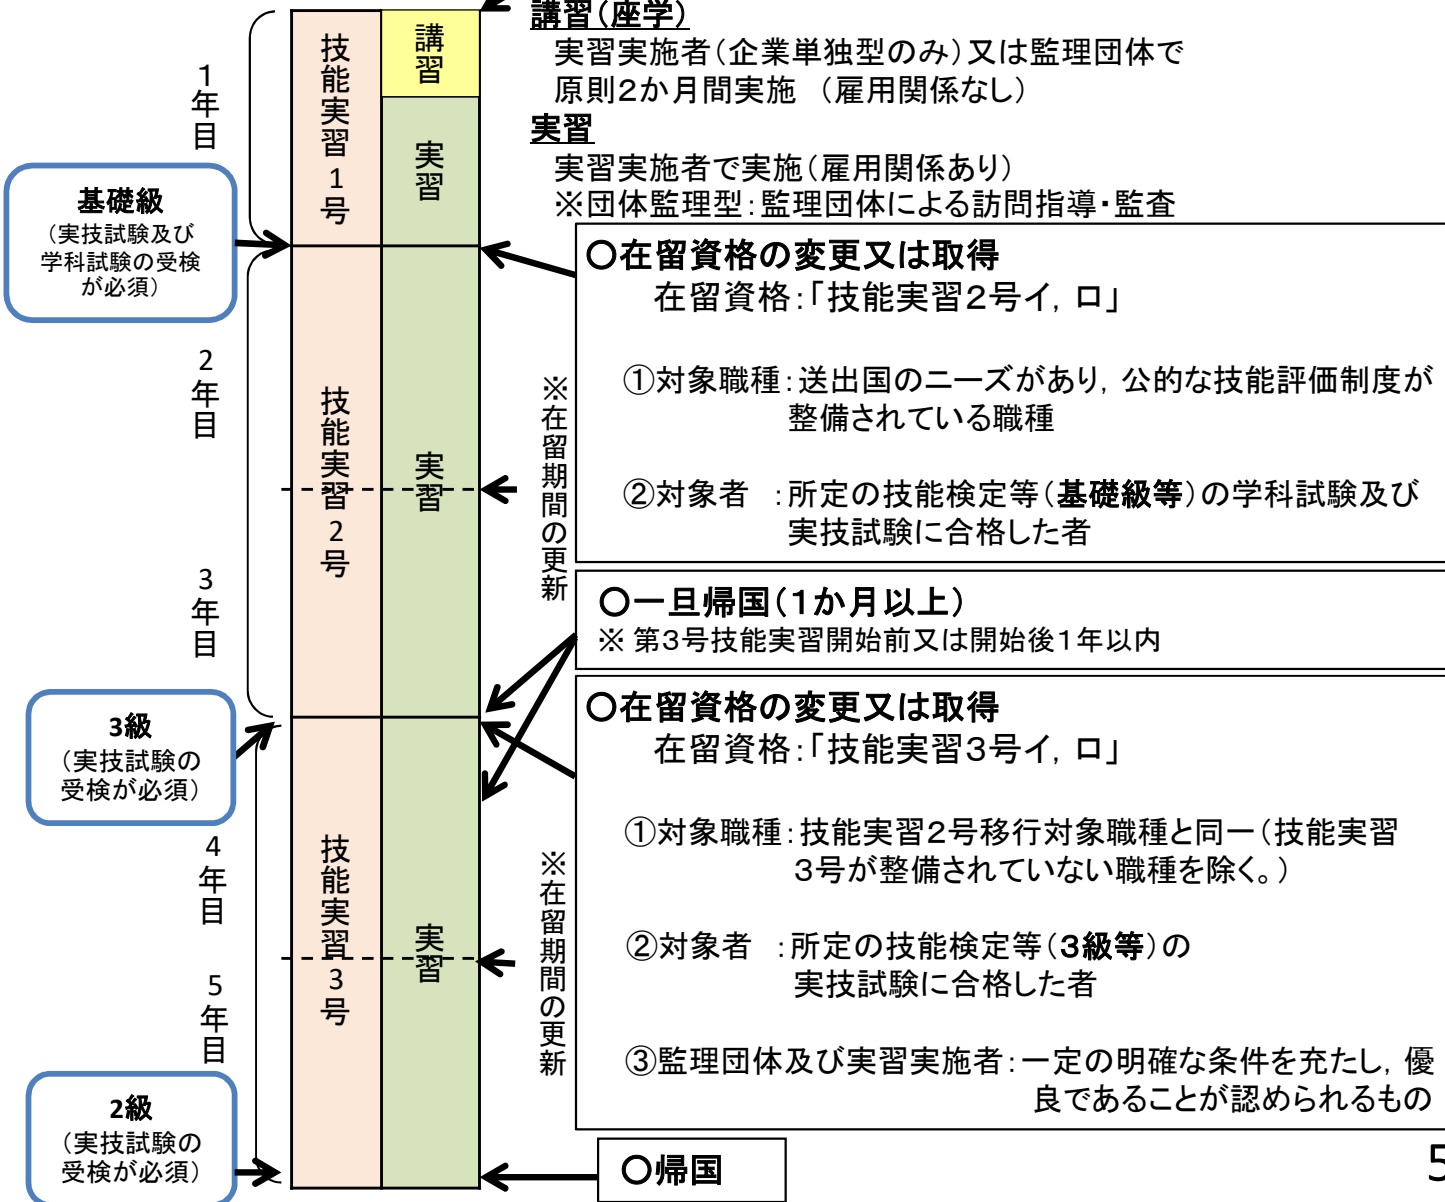 講習(座学)
実習実施者(企業単独型のみ)又は監理団体で
原則2か月間実施 (雇用関係なし)
実習
実習実施者で実施(雇用関係あり)
※団体監理型:監理団体による訪問指導・監査
1年目
技能実習1号
講習
実習
基礎級
(実技試験及び
学科試験の受検
が必須)
○在留資格の変更又は取得
在留資格:「技能実習2号イ, ロ」
①対象職種:送出国のニーズがあり, 公的な技能評価制度が
整備されている職種
②対象者 :所定の技能検定等(基礎級等)の学科試験及び
実技試験に合格した者
2年目
3年目
技能実習2号
実習
※在留期間の更新
○一旦帰国(1か月以上)
※ 第3号技能実習開始前又は開始後1年以内
3級
(実技試験の
受検が必須)
○在留資格の変更又は取得
在留資格:「技能実習3号イ, ロ」
①対象職種:技能実習2号移行対象職種と同一(技能実習
3号が整備されていない職種を除く。)
②対象者 :所定の技能検定等(3級等)の
実技試験に合格した者
③監理団体及び実習実施者:一定の明確な条件を充たし, 優
良であることが認められるもの
4年目
5年目
技能実習3号
実習
※在留期間の更新
2級
(実技試験の
受検が必須)
○帰国
5